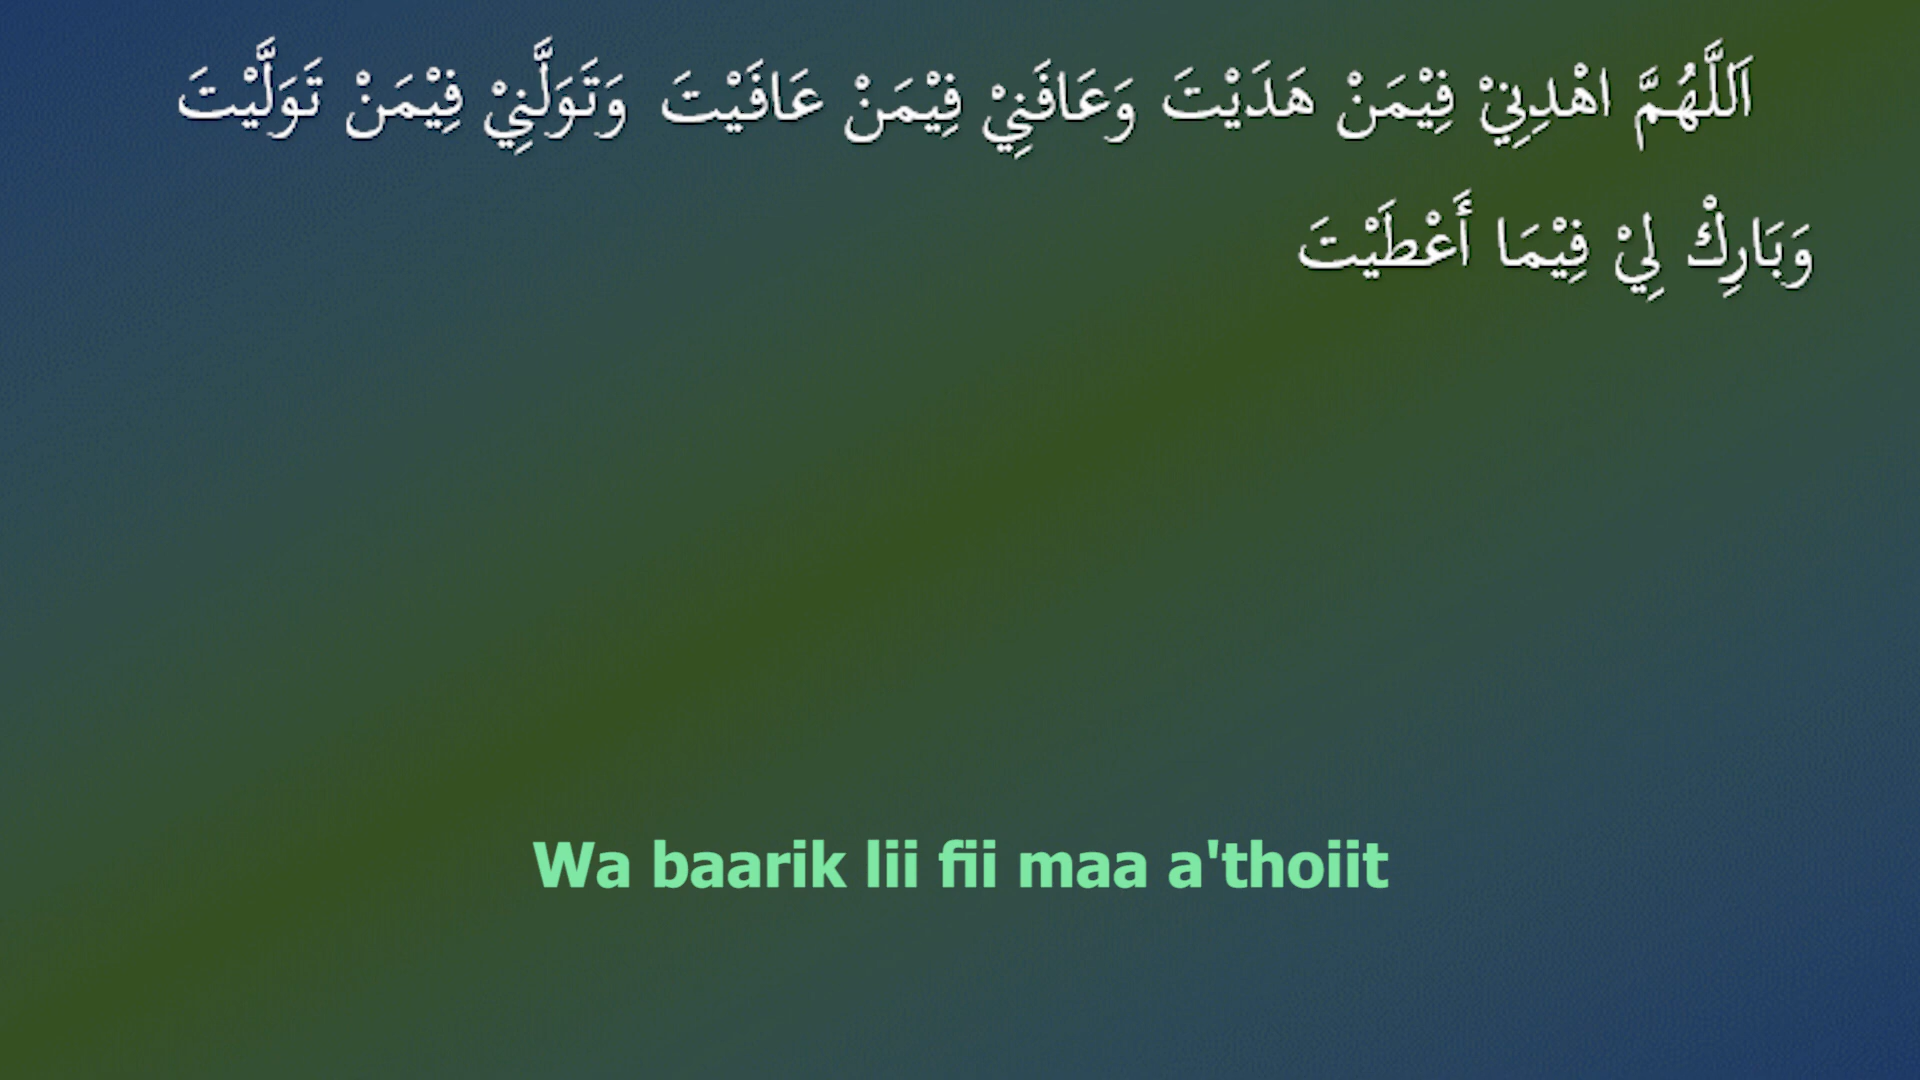 اَللَّهُمَّ اهْدِنِيْ فِيْمَنْ هَدَيْتَ وَعَافَنِيْ فِيْمَنْ عَافَيْتَ وَتَوَلَّنِيْ فِيْمَنْ تَوَلَّيْتَ
وَبَارِكْ لِيْ فِيْمَا أَعْطَيْتَ
Wa baarik lii fii maa a'thoiit